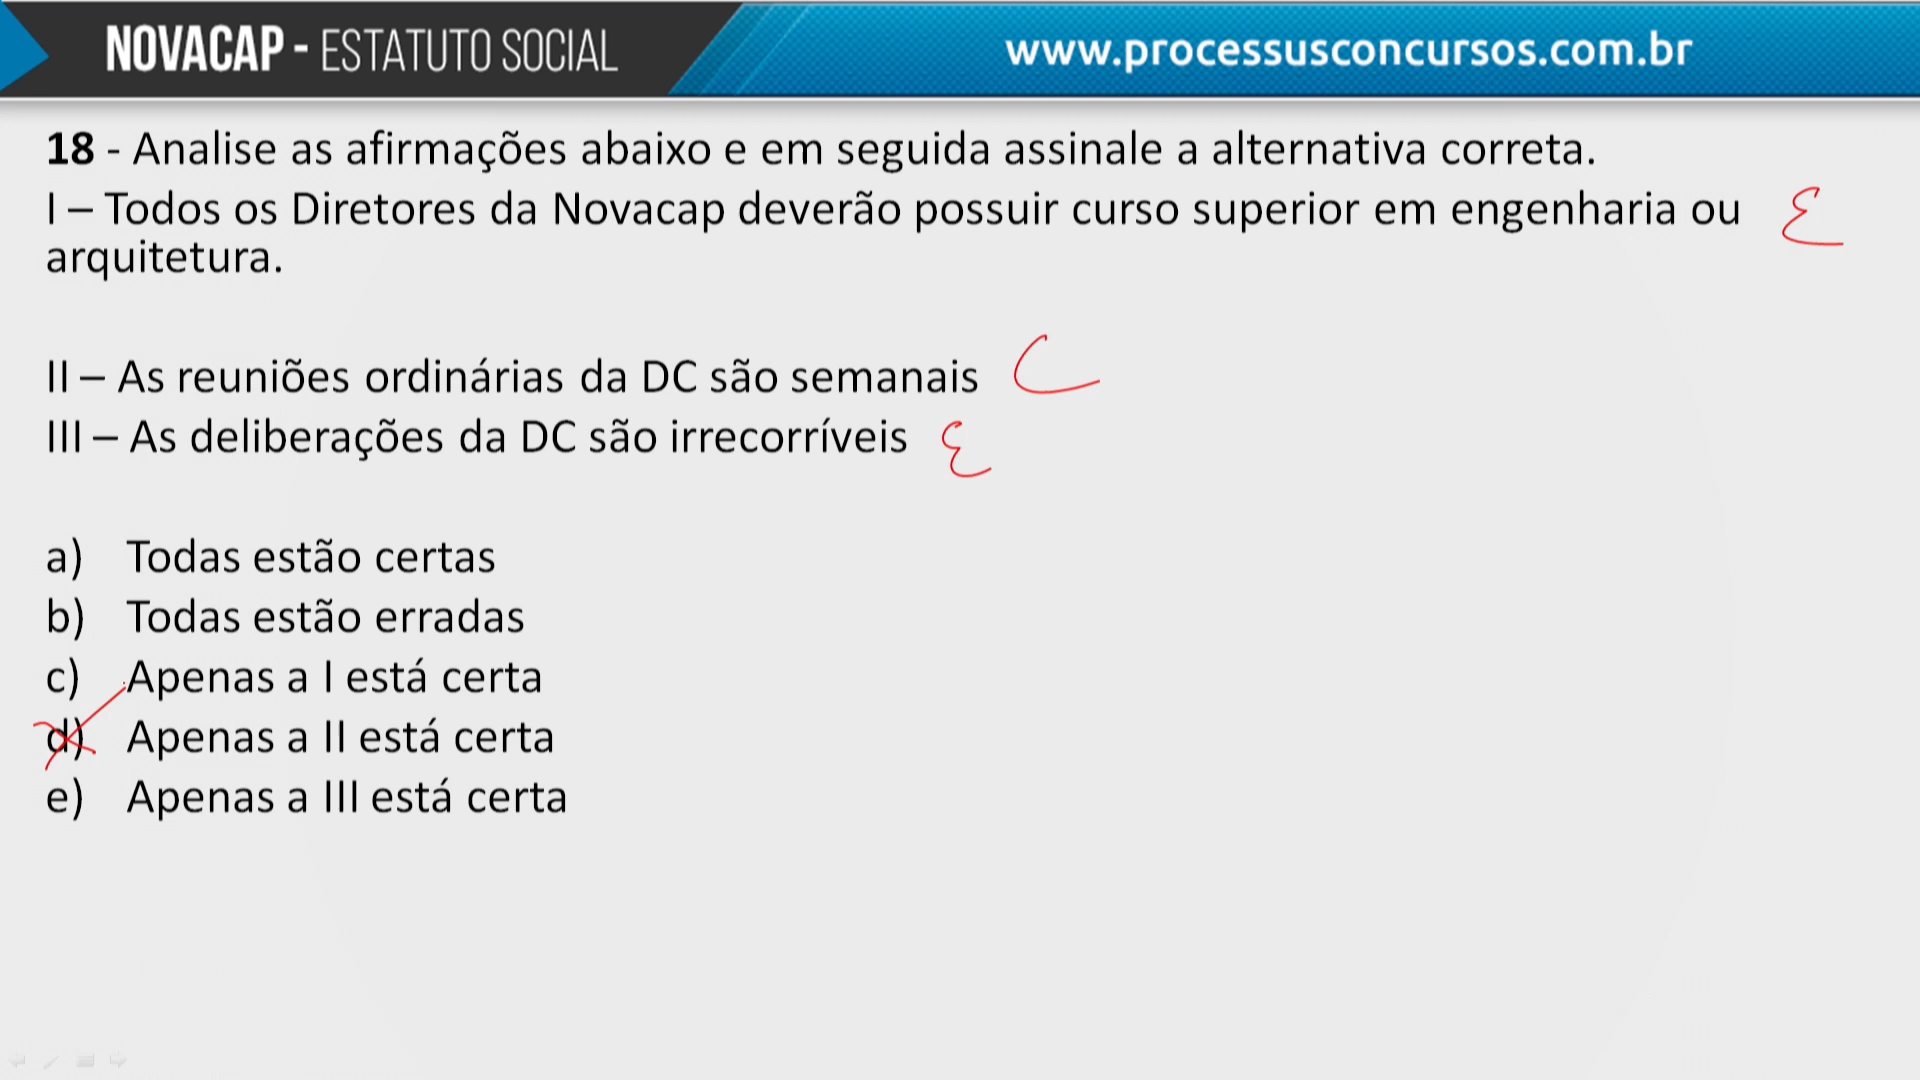 NOVACAP - ESTATUTO SOCIAL
www.processusconcursos.com.br
18 - Analise as afirmações abaixo e em seguida assinale a alternativa correta.
I – Todos os Diretores da Novacap deverão possuir curso superior em engenharia ou E
arquitetura.
II – As reuniões ordinárias da DC são semanais C
III – As deliberações da DC são irrecorríveis E
a) Todas estão certas
b) Todas estão erradas
c) Apenas a I está certa
d) Apenas a II está certa
e) Apenas a III está certa